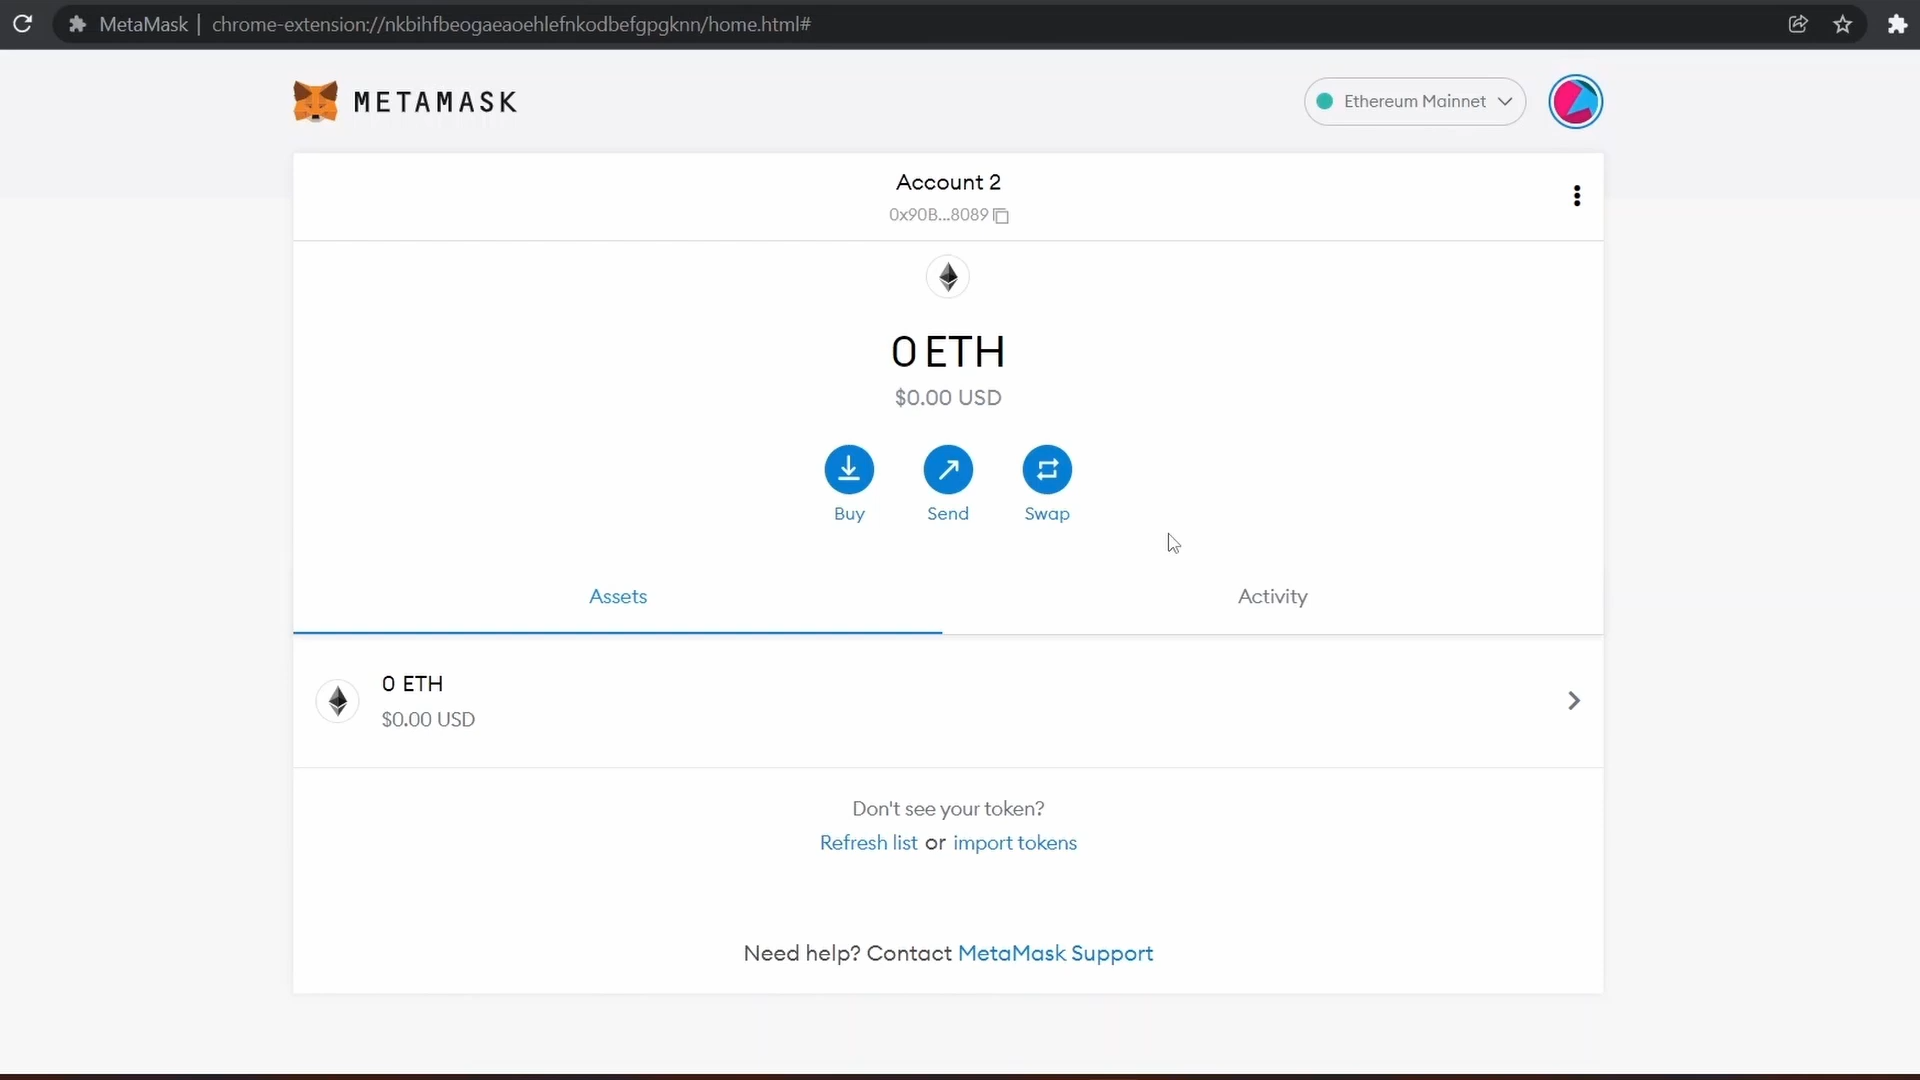 MetaMask | chrome-extension://nkbihfbeogaeaoehlefnkodbefgpgknn/home.html#
METAMASK
Ethereum Mainnet
Account 2
0x90B...8089
0 ETH
$0.00 USD
Buy Send Swap
Assets Activity
0 ETH
$0.00 USD
Don't see your token?
Refresh list or import tokens
Need help? Contact MetaMask Support